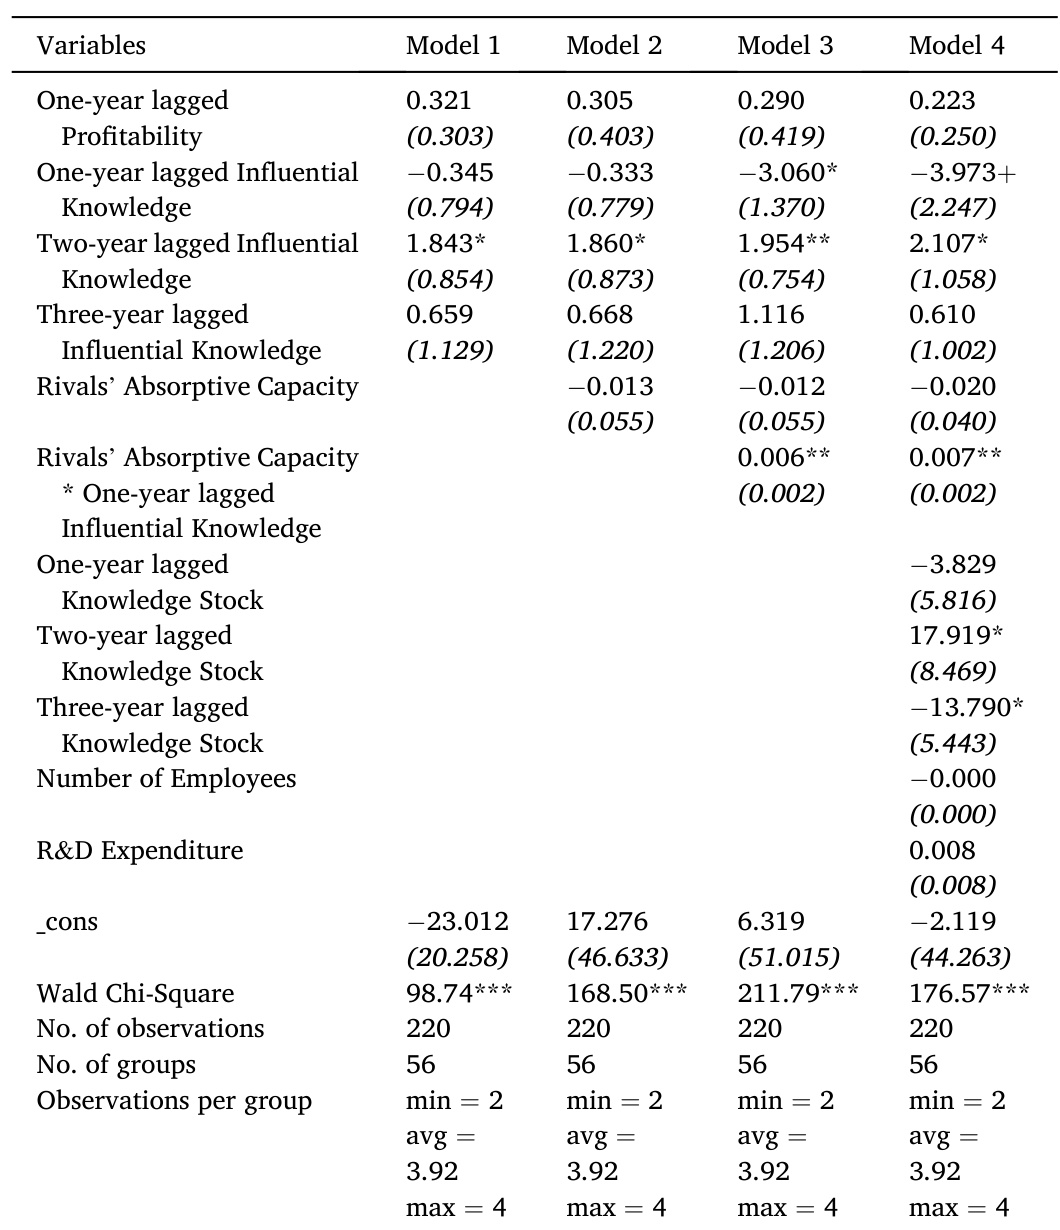 Variables Model 1 Model 2 Model 3 Model 4
One-year lagged 0.321 0.305 0.290 0.223
Profitability (0.303) (0.403) (0.419) (0.250)
One-year lagged Influential −0.345 −0.333 −3.060* −3.973+
Knowledge (0.794) (0.779) (1.370) (2.247)
Two-year lagged Influential 1.843* 1.860* 1.954** 2.107*
Knowledge (0.854) (0.873) (0.754) (1.058)
Three-year lagged 0.659 0.668 1.116 0.610
Influential Knowledge (1.129) (1.220) (1.206) (1.002)
Rivals’ Absorptive Capacity −0.013 −0.012 −0.020
(0.055) (0.055) (0.040)
Rivals’ Absorptive Capacity 0.006** 0.007**
* One-year lagged (0.002) (0.002)
Influential Knowledge
One-year lagged −3.829
Knowledge Stock (5.816)
Two-year lagged 17.919*
Knowledge Stock (8.469)
Three-year lagged −13.790*
Knowledge Stock (5.443)
Number of Employees −0.000
(0.000)
R&D Expenditure 0.008
(0.008)
_cons −23.012 17.276 6.319 −2.119
(20.258) (46.633) (51.015) (44.263)
Wald Chi-Square 98.74*** 168.50*** 211.79*** 176.57***
No. of observations 220 220 220 220
No. of groups 56 56 56 56
Observations per group min = 2 min = 2 min = 2 min = 2
avg = avg = avg = avg =
3.92 3.92 3.92 3.92
max = 4 max = 4 max = 4 max = 4